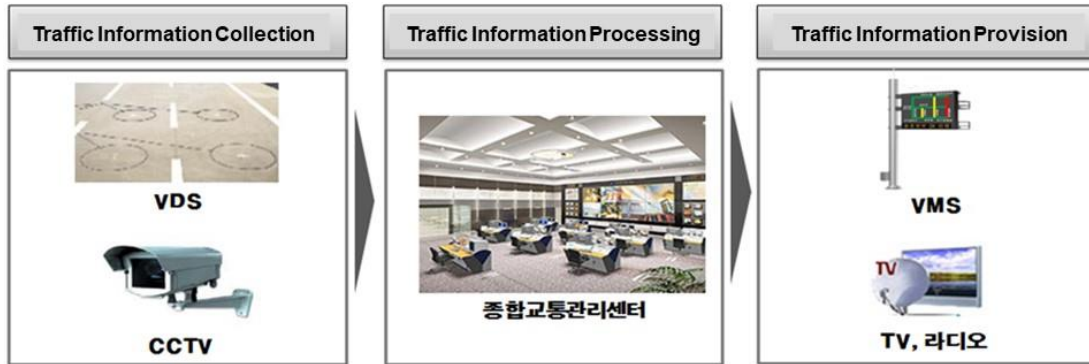 Traffic Information Collection
Traffic Information Processing
Traffic Information Provision
VDS
CCTV
종합교통관리센터
VMS
TV
TV, 라디오